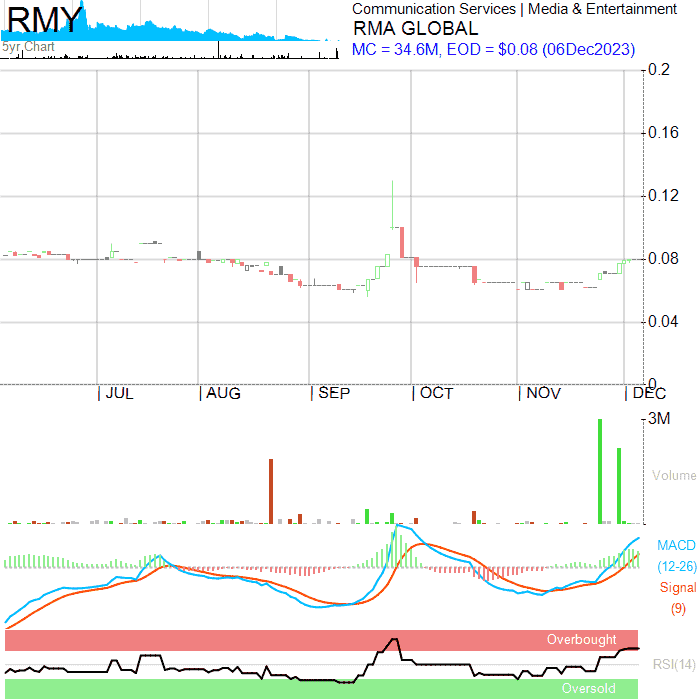 RMY
5yr Chart
Communication Services | Media & Entertainment
RMA GLOBAL
MC = 34.6M, EOD = $0.08 (06Dec2023)
0.2
0.16
0.12
0.08
0.04
0
JUL
AUG
SEP
OCT
NOV
DEC
3M
Volume
0
MACD
(12-26)
Signal
(9)
Overbought
RSI(14)
Oversold